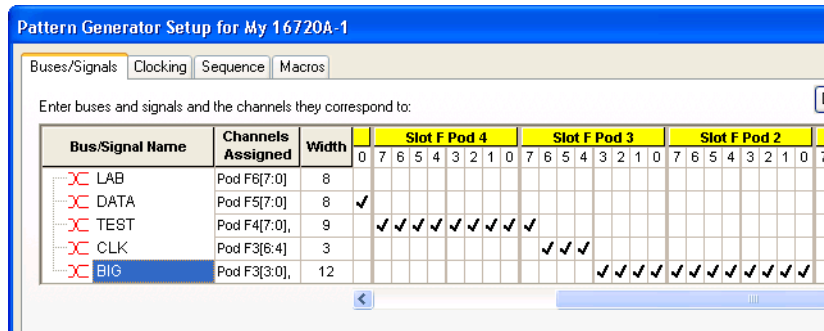 Pattern Generator Setup for My 16720A-1
Buses/Signals Clocking Sequence Macros
Enter buses and signals and the channels they correspond to:
Bus/Signal Name Channels Assigned Width Slot F Pod 4 Slot F Pod 3 Slot F Pod 2
0 7 6 5 4 3 2 1 0 7 6 5 4 3 2 1 0 7 6 5 4 3 2 1 0
LAB Pod F6[7:0] 8
DATA Pod F5[7:0] 8
TEST Pod F4[7:0], 9
CLK Pod F3[6:4] 3
BIG Pod F3[3:0], 12